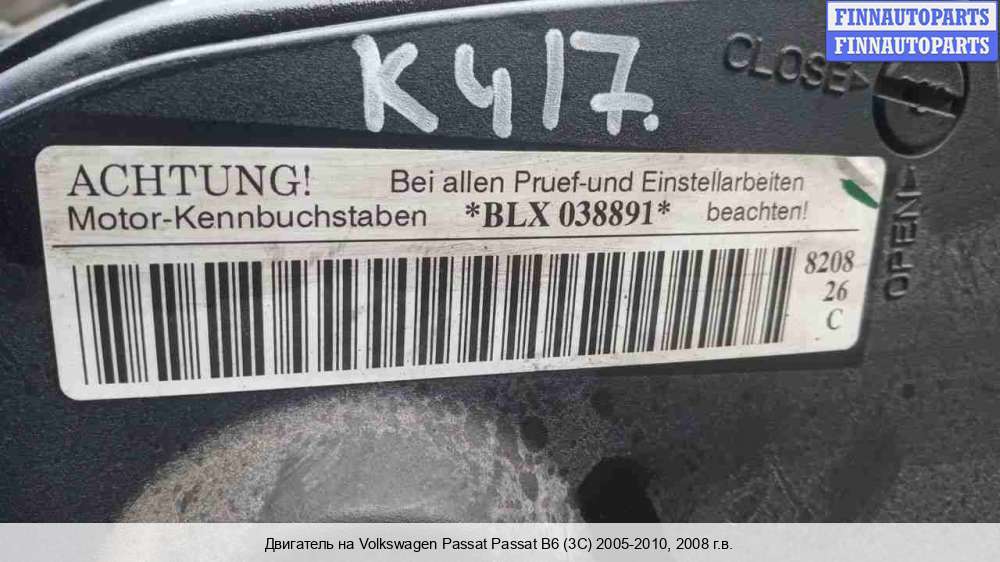 FINNAUTOPARTS
FINNAUTOPARTS
K417.
CLOSE
OPEN
ACHTUNG! Bei allen Pruef-und Einstellarbeiten
Motor-Kennbuchstaben *BLX 038891* beachten!
8208
26
C
Двигатель на Volkswagen Passat Passat B6 (3C) 2005-2010, 2008 г.в.